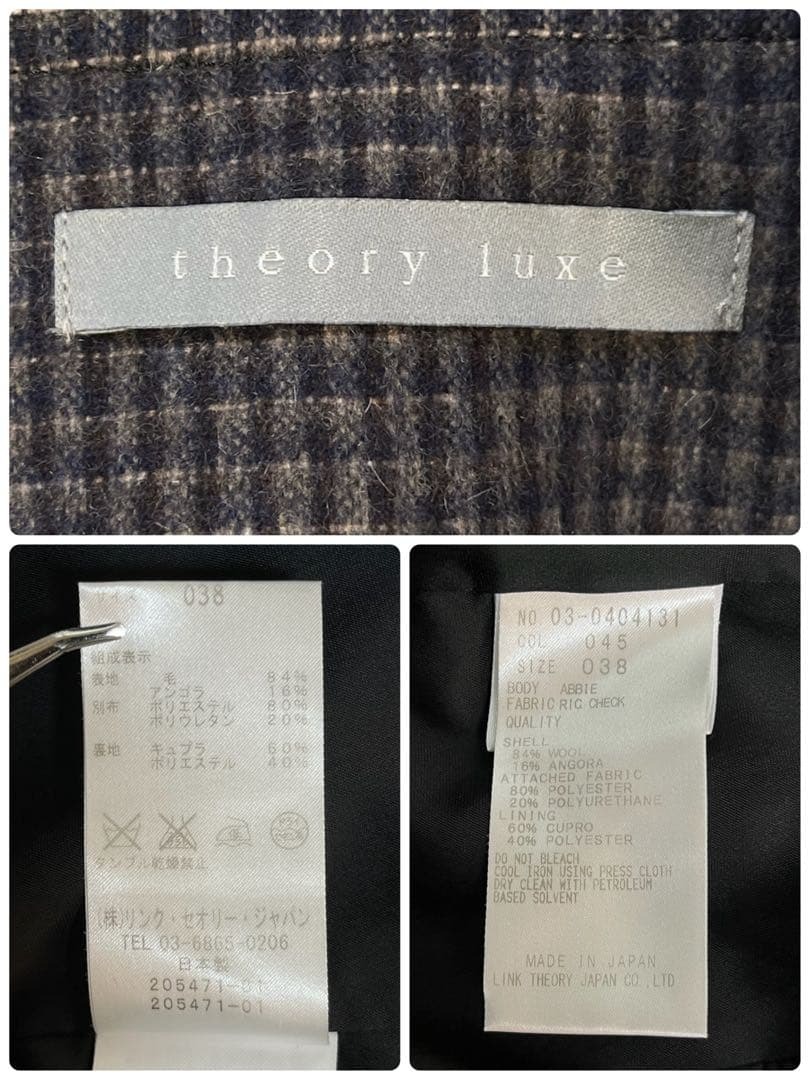 theory luxe
サイズ 038
組成表示
表地 毛 84%
アンゴラ 16%
別布 ポリエステル 80%
ポリウレタン 20%
裏地 キュプラ 60%
ポリエステル 40%
タンブル乾燥禁止
(株)リンク・セオリー・ジャパン
TEL 03-6865-0206
日本製
205471-01
205471-01
NO 03-0404131
COL 045
SIZE 038
BODY ABBIE
FABRIC RIG CHECK
QUALITY
SHELL
84% WOOL
16% ANGORA
ATTACHED FABRIC
80% POLYESTER
20% POLYURETHANE
LINING
60% CUPRO
40% POLYESTER
DO NOT BLEACH
COOL IRON USING PRESS CLOTH
DRY CLEAN WITH PETROLEUM
BASED SOLVENT
MADE IN JAPAN
LINK THEORY JAPAN CO.,LTD